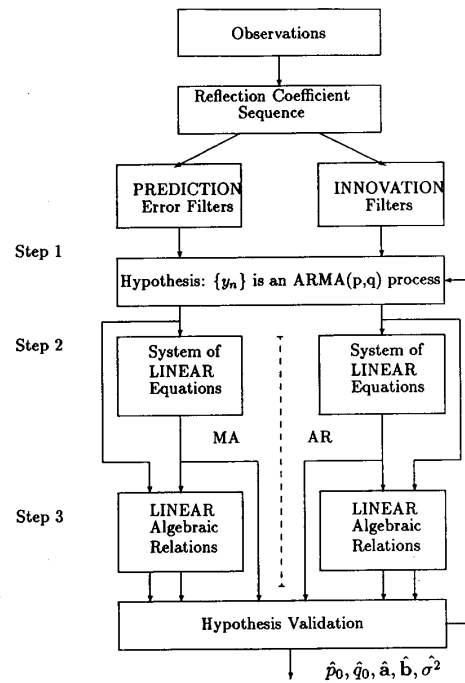 Observations
Reflection Coefficient
Sequence
PREDICTION
Error Filters
INNOVATION
Filters
Step 1
Hypothesis: {yₙ} is an ARMA(p,q) process
Step 2
System of
LINEAR
Equations
System of
LINEAR
Equations
MA
AR
Step 3
LINEAR
Algebraic
Relations
LINEAR
Algebraic
Relations
Hypothesis Validation
p̂₀, q̂₀, â, b̂, σ̂²